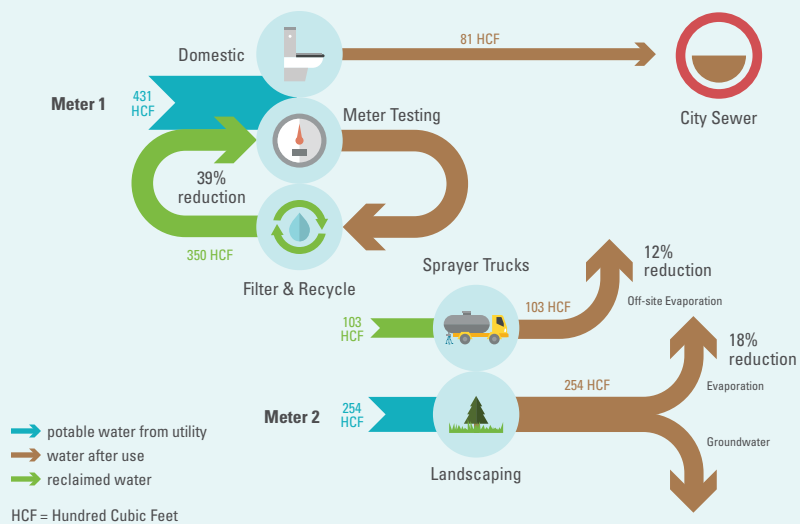 81 HCF
Domestic
Meter 1
431
HCF
Meter Testing
City Sewer
39%
reduction
350 HCF
Filter & Recycle
Sprayer Trucks
12%
reduction
103 HCF
Off-site Evaporation
103
HCF
18%
reduction
254 HCF
Evaporation
Meter 2
254
HCF
Groundwater
Landscaping
potable water from utility
water after use
reclaimed water
HCF = Hundred Cubic Feet